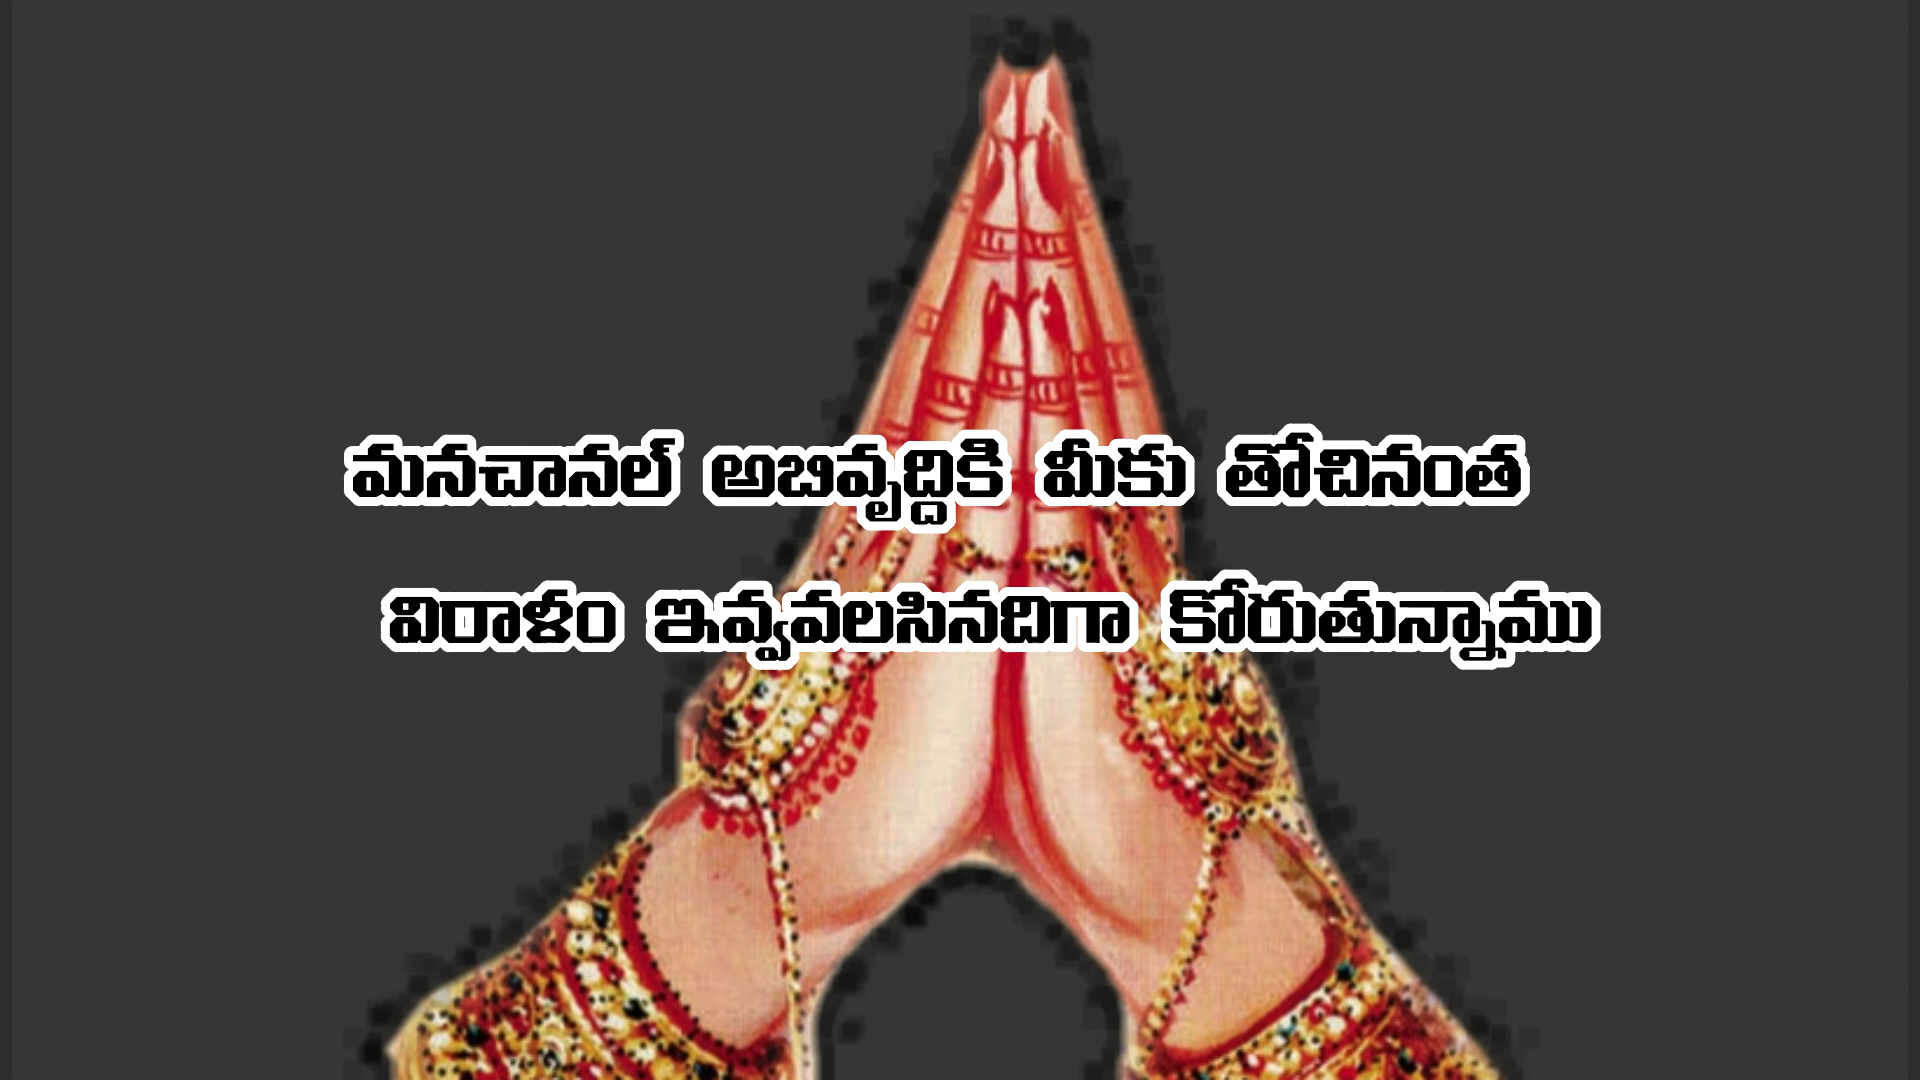 మనచానల్ అబివృద్దికి మీకు తోచినంత
విరాళం ఇవ్వవలసినదిగా కోరుతున్నాము